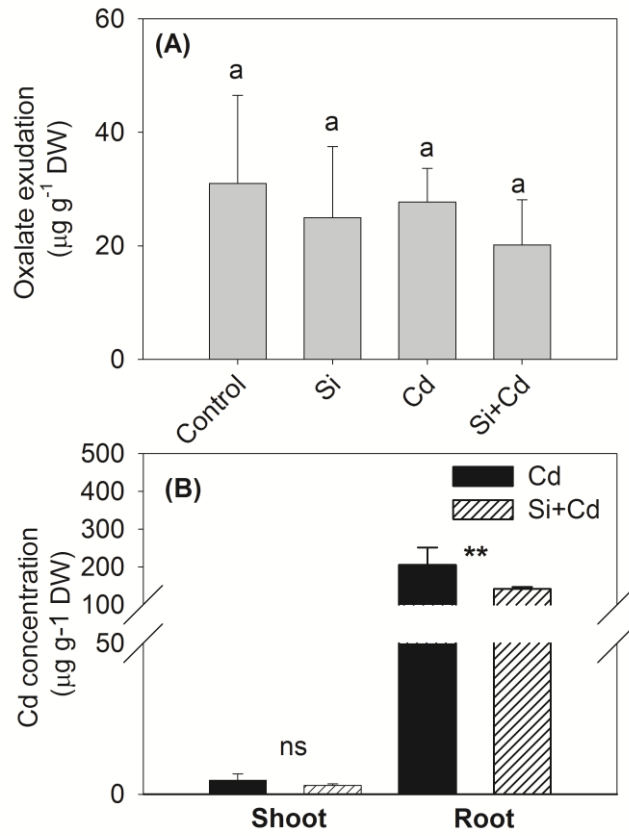 60
(A)
a
a
a
a
40
20
0
Oxalate exudation
(µg g⁻¹ DW)
Control
Si
Cd
Si+Cd
500
(B)
Cd
Si+Cd
400
300
**
200
100
50
ns
0
Cd concentration
(µg g-1 DW)
Shoot
Root